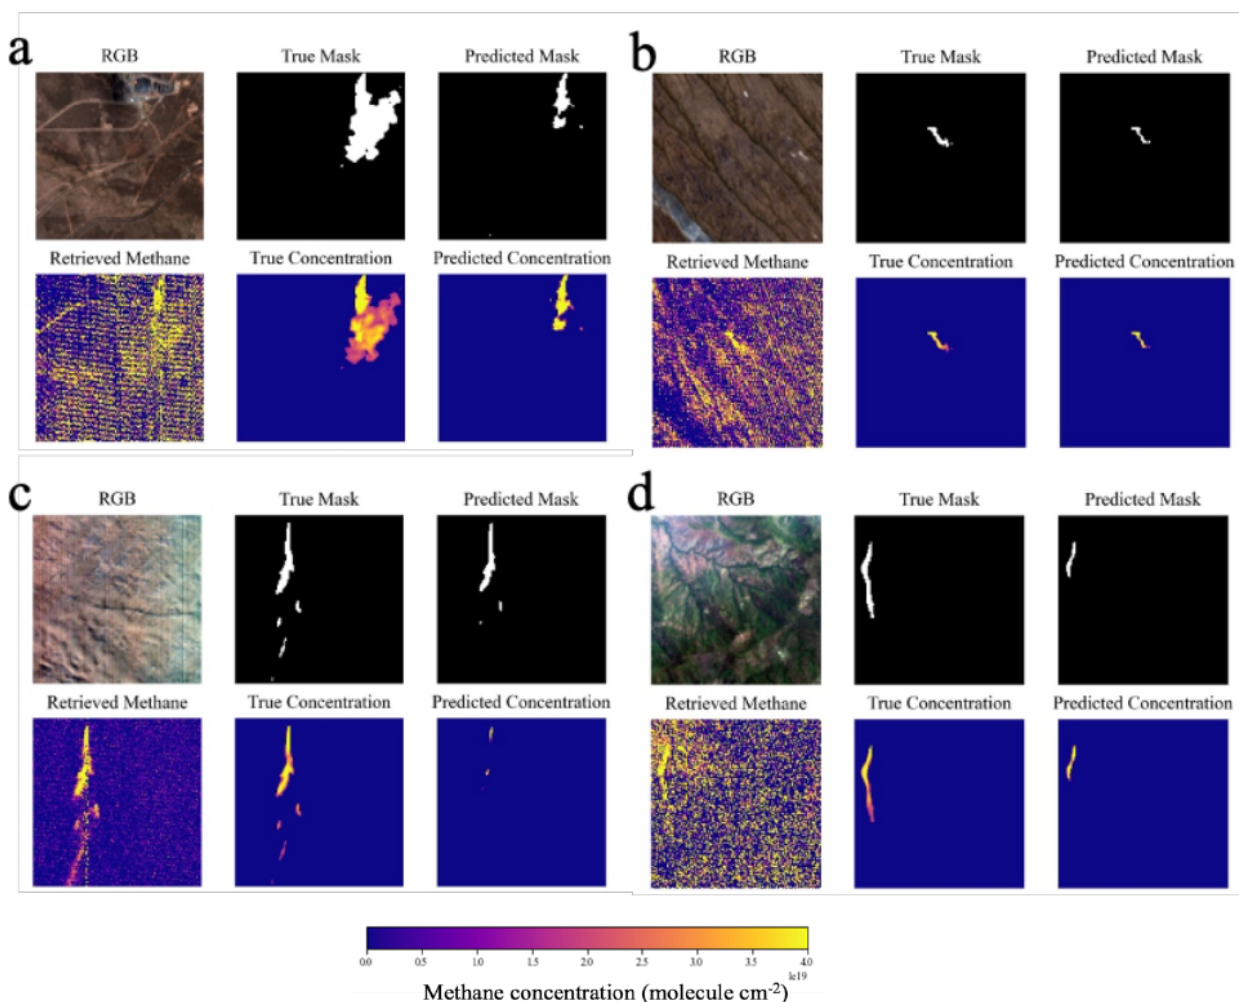 a
RGB
True Mask
Predicted Mask
Retrieved Methane
True Concentration
Predicted Concentration
b
RGB
True Mask
Predicted Mask
Retrieved Methane
True Concentration
Predicted Concentration
c
RGB
True Mask
Predicted Mask
Retrieved Methane
True Concentration
Predicted Concentration
d
RGB
True Mask
Predicted Mask
Retrieved Methane
True Concentration
Predicted Concentration
0.0 0.5 1.0 1.5 2.0 2.5 3.0 3.5 4.0
1e19
Methane concentration (molecule cm⁻²)